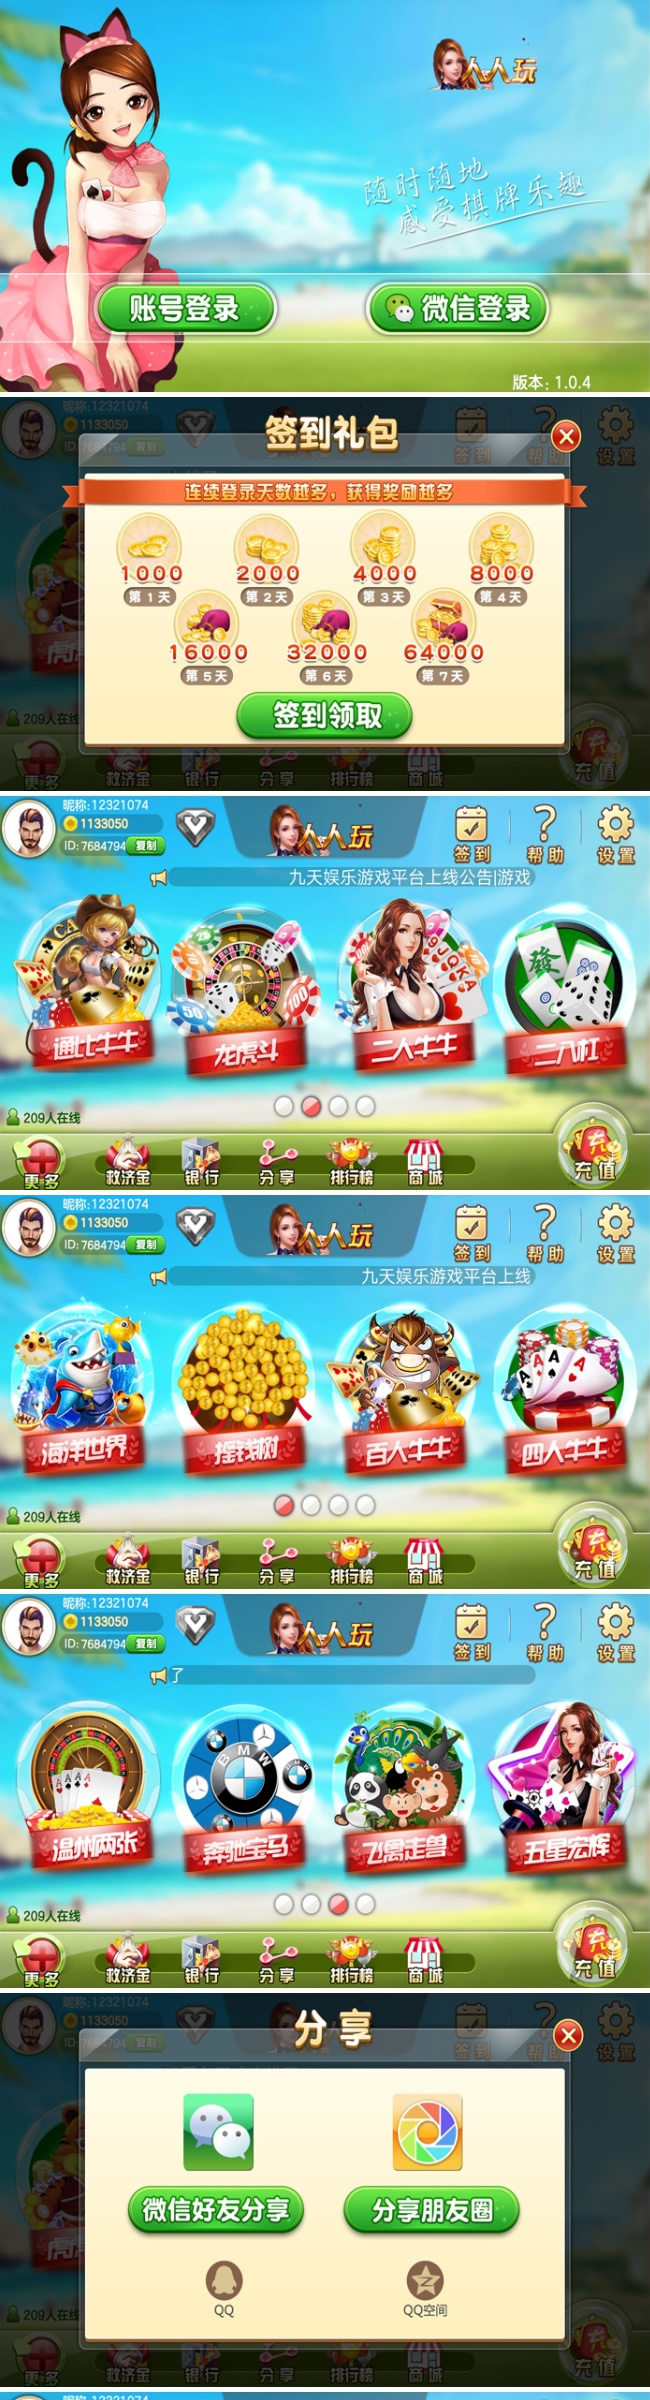 人人玩
随时随地
感受棋牌乐趣
账号登录
微信登录
版本: 1.0.4
昵称:12321074
1133050
ID: 7684794 复制
签到 帮助 设置
签到礼包
连续登录天数越多，获得奖励越多
1000 2000 4000 8000
第1天 第2天 第3天 第4天
16000 32000 64000
第5天 第6天 第7天
签到领取
209人在线
更多 救济金 银行 分享 排行榜 商城 充值
昵称:12321074
1133050
ID: 7684794 复制
人人玩
签到 帮助 设置
九天娱乐游戏平台上线公告|游戏
通比牛牛 龙虎斗 二人牛牛 二八杠
209人在线
更多 救济金 银行 分享 排行榜 商城 充值
昵称:12321074
1133050
ID: 7684794 复制
人人玩
签到 帮助 设置
九天娱乐游戏平台上线
海洋世界 摇钱树 百人牛牛 四人牛牛
209人在线
更多 救济金 银行 分享 排行榜 商城 充值
昵称:12321074
1133050
ID: 7684794 复制
人人玩
签到 帮助 设置
了
BMW
温州两张 奔驰宝马 飞禽走兽 五星宏辉
209人在线
更多 救济金 银行 分享 排行榜 商城 充值
昵称:12321074
1133050
ID: 7684794 复制
签到 帮助 设置
分享
微信好友分享 分享朋友圈
QQ QQ空间
209人在线
更多 救济金 银行 分享 排行榜 商城 充值